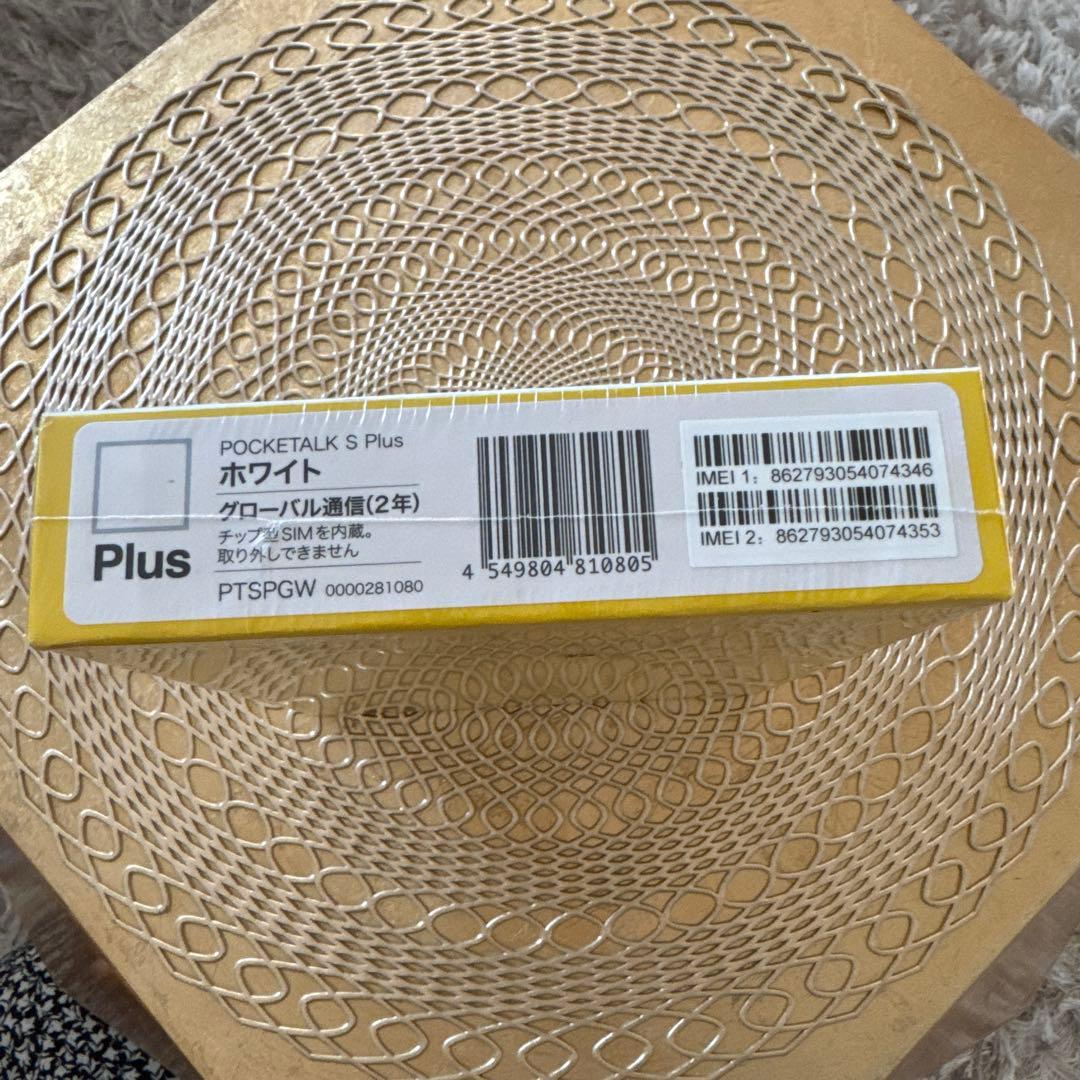 Plus
POCKETALK S Plus
ホワイト
グローバル通信(2年)
チップ型SIMを内蔵。
取り外しできません
PTSPGW 0000281080
4 549804 810805
IMEI 1: 862793054074346
IMEI 2: 862793054074353